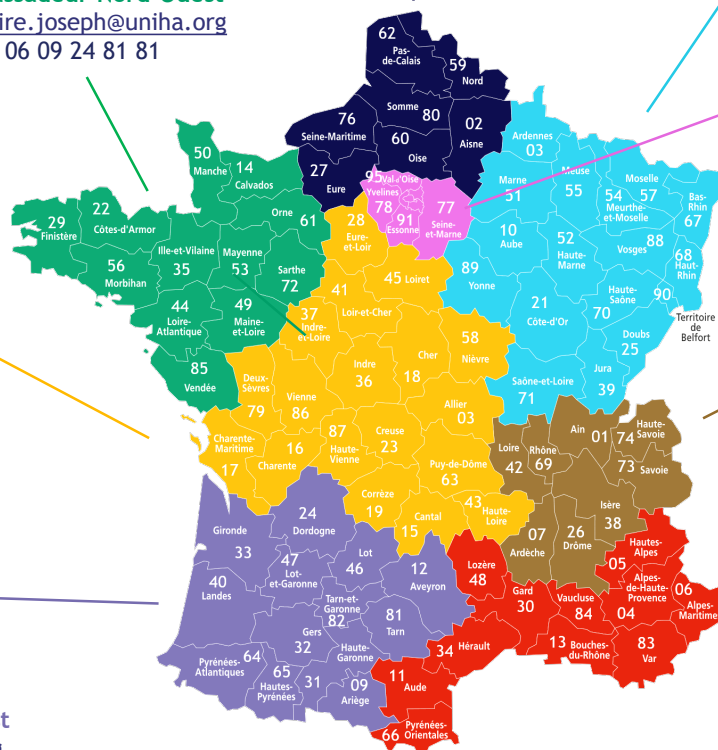 ssadeur Nord-Ouest
ire.joseph@uniha.org
06 09 24 81 81
62
Pas-
de-Calais
59
Nord
Somme
80
76
Seine-Maritime
60
Oise
02
Aisne
27
Eure
Ardennes
03
50
Manche
14
Calvados
Orne
61
95
Val d'Oise
Yvelines
78
91
Essonne
77
Seine-
et-Marne
Marne
51
Meuse
55
Moselle
54
57
Meurthe-
et-Moselle
Bas-
Rhin
67
29
Finistère
22
Côtes-d'Armor
56
Morbihan
Ille-et-Vilaine
35
Mayenne
53
Sarthe
72
28
Eure-
et-Loir
10
Aube
52
Haute-
Marne
Vosges
88
68
Haut-
Rhin
44
Loire-
Atlantique
49
Maine-
et-Loire
85
Vendée
45
Loiret
41
Loir-et-Cher
37
Indre-
et-Loire
89
Yonne
21
Côte-d'Or
Haute-
Saône
70
90
Territoire
de
Belfort
Doubs
25
Jura
39
Saône-et-Loire
71
58
Nièvre
Cher
18
Indre
36
Deux-
Sèvres
79
Vienne
86
Allier
03
Charente-
Maritime
17
16
Charente
87
Haute-
Vienne
Creuse
23
Puy-de-Dôme
63
Corrèze
19
Cantal
15
43
Haute-
Loire
Loire
42
Rhône
69
Ain
01
74
Haute-
Savoie
73
Savoie
Isère
38
07
Ardèche
26
Drôme
24
Dordogne
Gironde
33
47
Lot-
et-Garonne
Lot
46
12
Aveyron
40
Landes
Tarn-et-
Garonne
82
81
Tarn
Gers
32
Haute-
Garonne
31
Pyrénées-
Atlantiques
64
65
Hautes-
Pyrénées
09
Ariège
Lozère
48
Gard
30
Vaucluse
84
Hautes-
Alpes
05
Alpes-
de-Haute-
Provence
04
06
Alpes-
Maritime
34
Hérault
13
Bouches-
du-Rhône
83
Var
11
Aude
66
Pyrénées-
Orientales
t